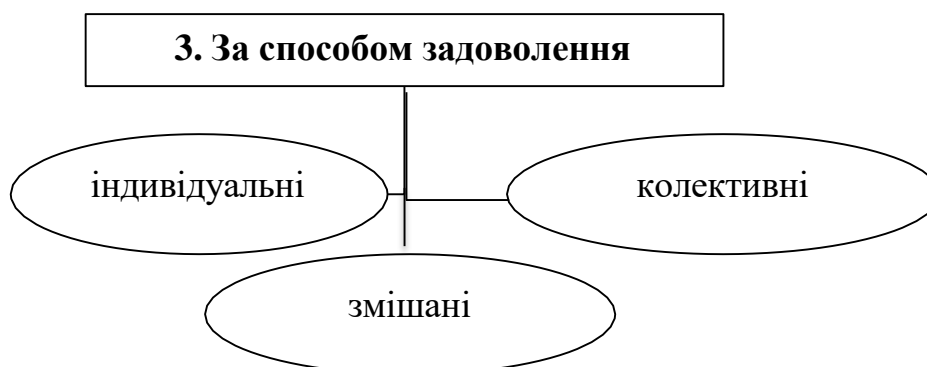 3. За способом задоволення
індивідуальні
колективні
змішані